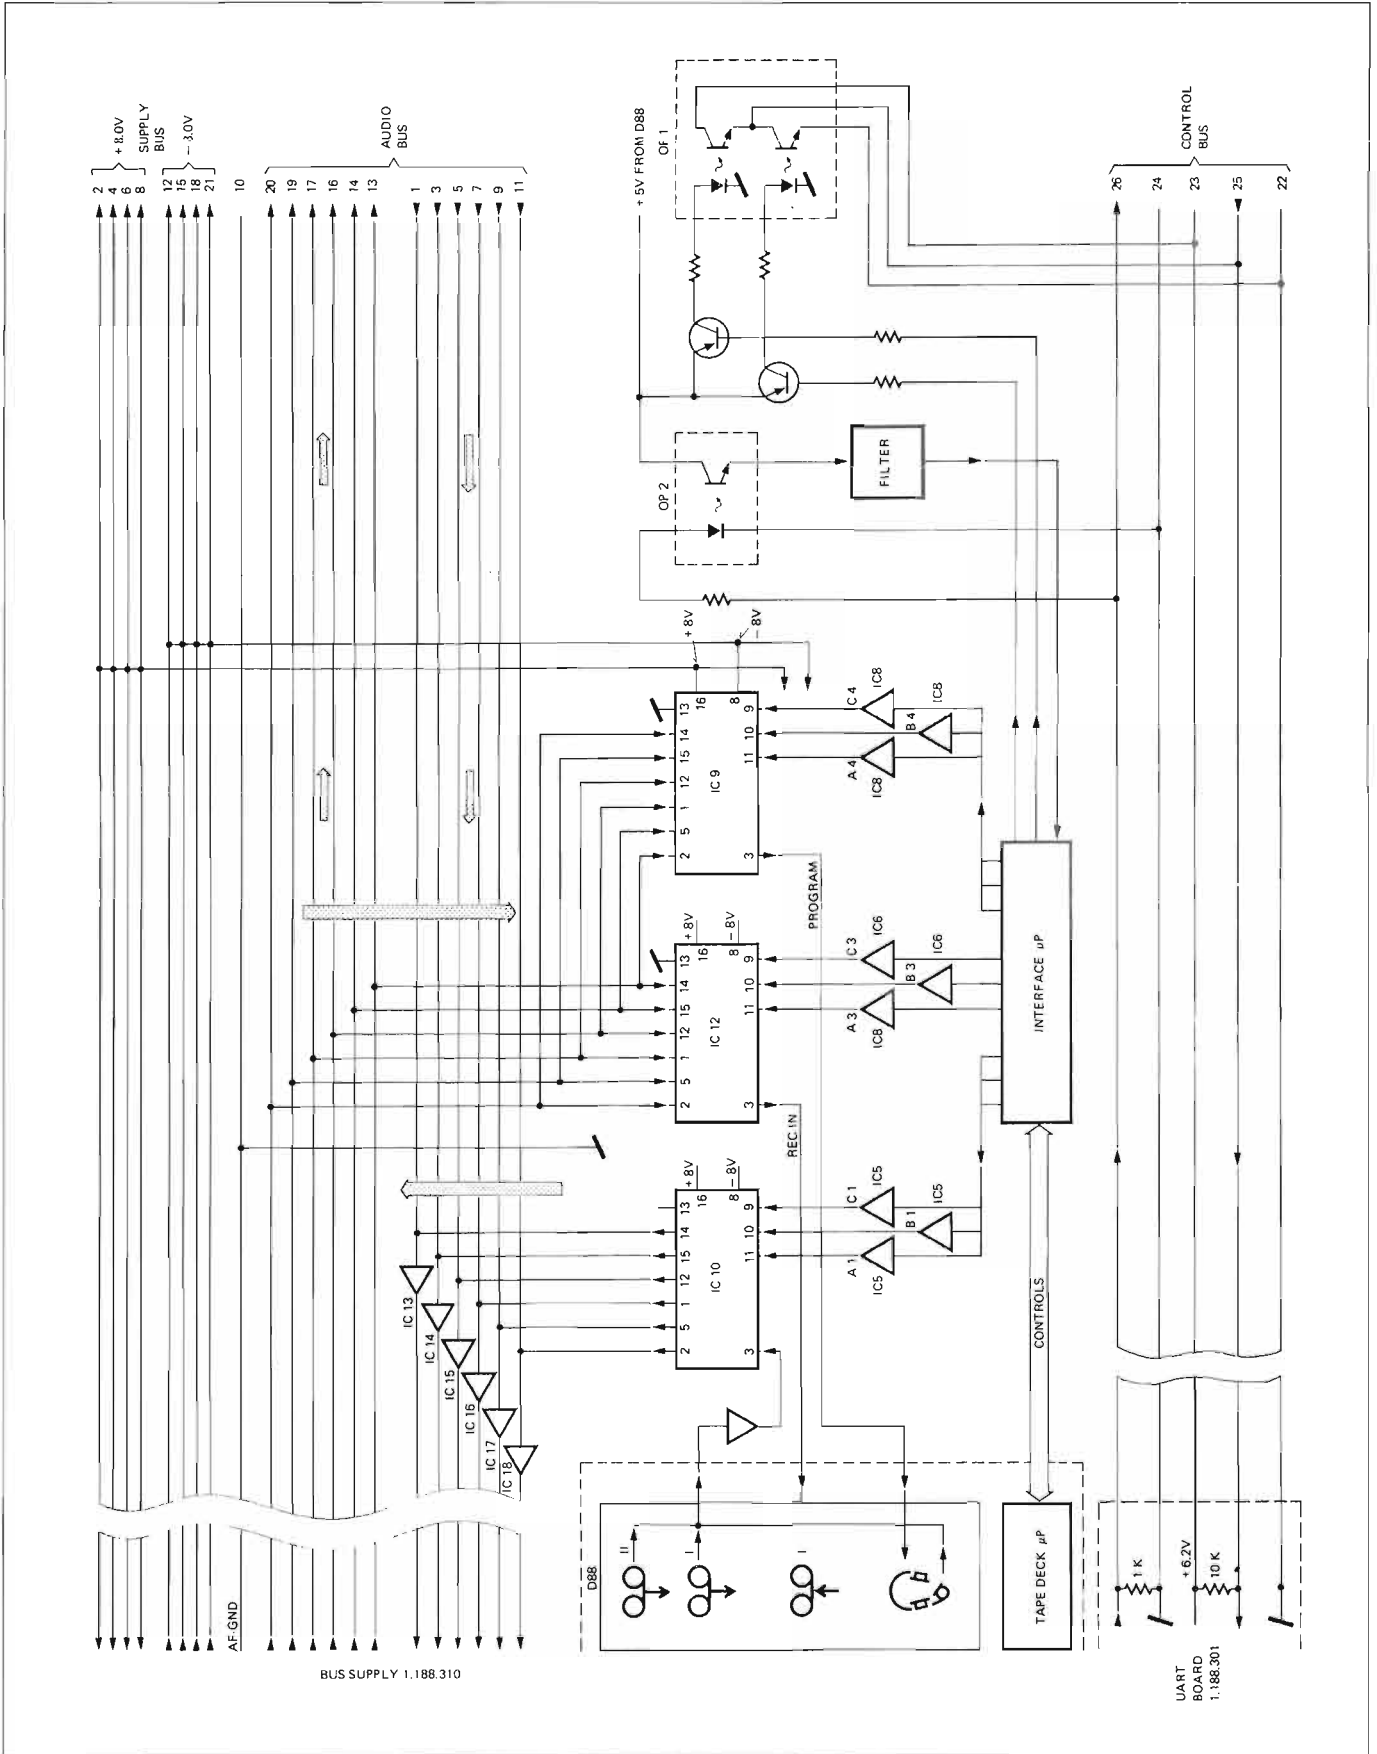 2
4
6
8
+ 8.0V
SUPPLY
BUS
12
15
18
21
10
20
19
17
16
14
13
1
3
5
7
9
11
AUDIO
BUS
+ 5V FROM D88
OP 1
OP 2
FILTER
CONTROL
BUS
26
24
23
25
22
+ 8V
- 8V
13
14
15
12
1
5
2
16
8
9
10
11
3
IC 9
C 4
IC8
B 4
IC8
A 4
IC8
PROGRAM
+ 8V
- 8V
13
14
15
12
1
5
2
16
8
9
10
11
3
IC 12
C 3
IC6
B 3
IC6
A 3
IC8
REC IN
INTERFACE µP
+ 8V
- 8V
13
14
15
12
1
5
2
16
8
9
10
11
3
IC 10
C 1
IC5
B 1
IC5
A 1
IC5
IC 13
IC 14
IC 15
IC 16
IC 17
IC 18
CONTROLS
D88
II
I
I
TAPE DECK µP
1 K
+ 6.2V
10 K
AF-GND
BUS SUPPLY 1.188.310
UART
BOARD
1.188.301